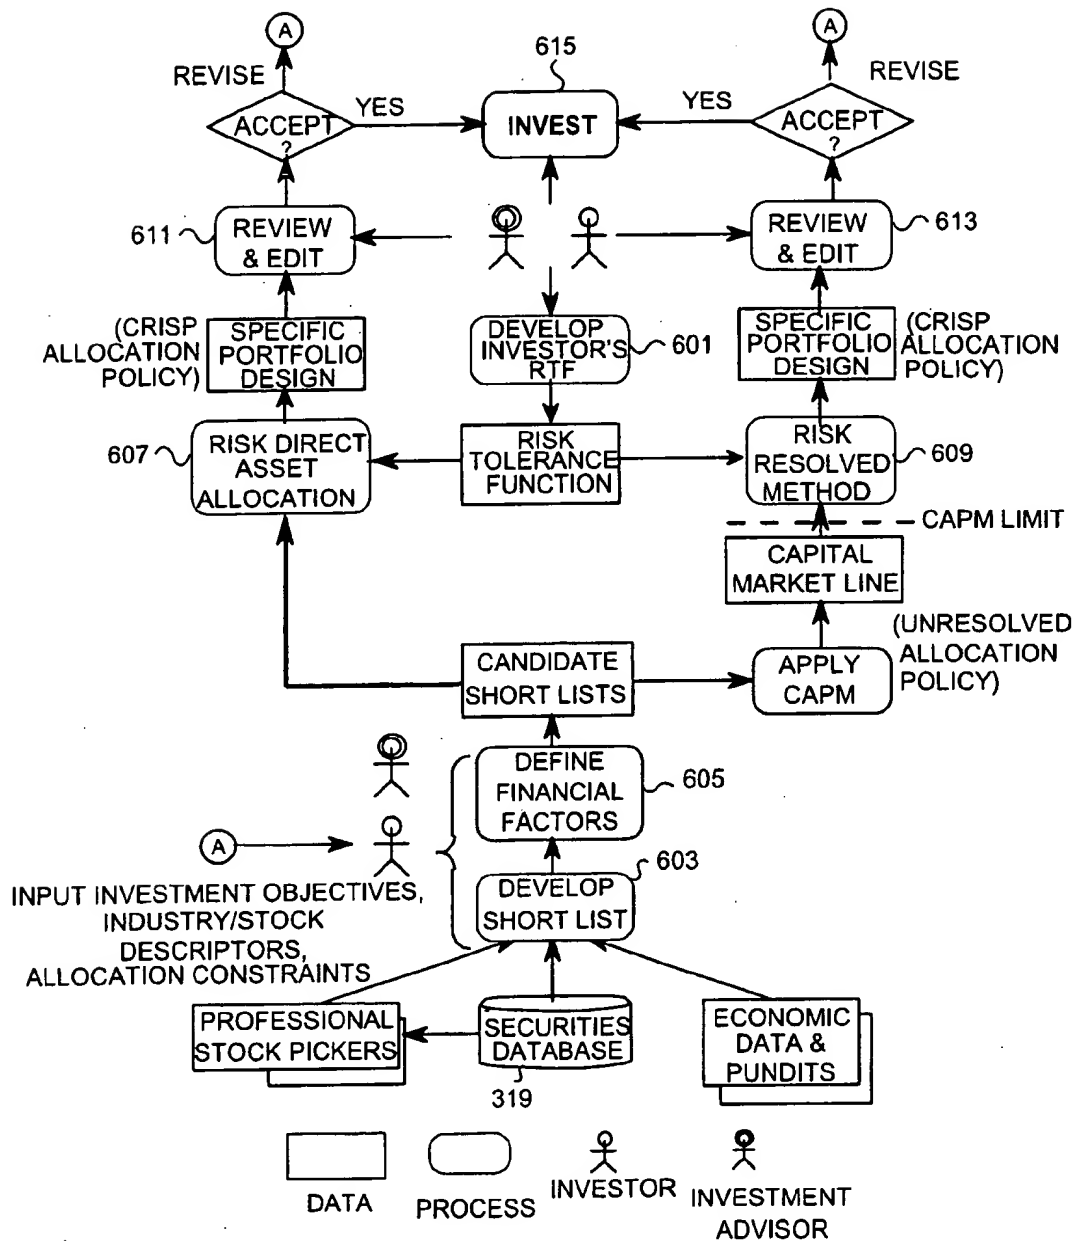 A
A
615
REVISE
REVISE
YES
YES
ACCEPT
?
INVEST
ACCEPT
?
611
REVIEW
& EDIT
613
REVIEW
& EDIT
(CRISP
ALLOCATION
POLICY)
SPECIFIC
PORTFOLIO
DESIGN
DEVELOP
INVESTOR'S
RTF
601
SPECIFIC
PORTFOLIO
DESIGN
(CRISP
ALLOCATION
POLICY)
607
RISK DIRECT
ASSET
ALLOCATION
RISK
TOLERANCE
FUNCTION
RISK
RESOLVED
METHOD
609
CAPM LIMIT
CAPITAL
MARKET LINE
(UNRESOLVED
ALLOCATION
POLICY)
CANDIDATE
SHORT LISTS
APPLY
CAPM
DEFINE
FINANCIAL
FACTORS
605
A
603
DEVELOP
SHORT LIST
INPUT INVESTMENT OBJECTIVES,
INDUSTRY/STOCK
DESCRIPTORS,
ALLOCATION CONSTRAINTS
PROFESSIONAL
STOCK PICKERS
SECURITIES
DATABASE
319
ECONOMIC
DATA &
PUNDITS
DATA
PROCESS
INVESTOR
INVESTMENT
ADVISOR